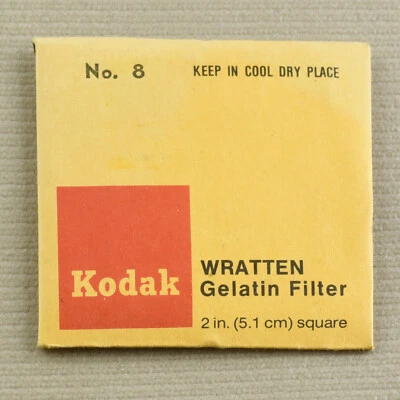 No. 8 KEEP IN COOL DRY PLACE
Kodak
WRATTEN
Gelatin Filter
2 in. (5.1 cm) square